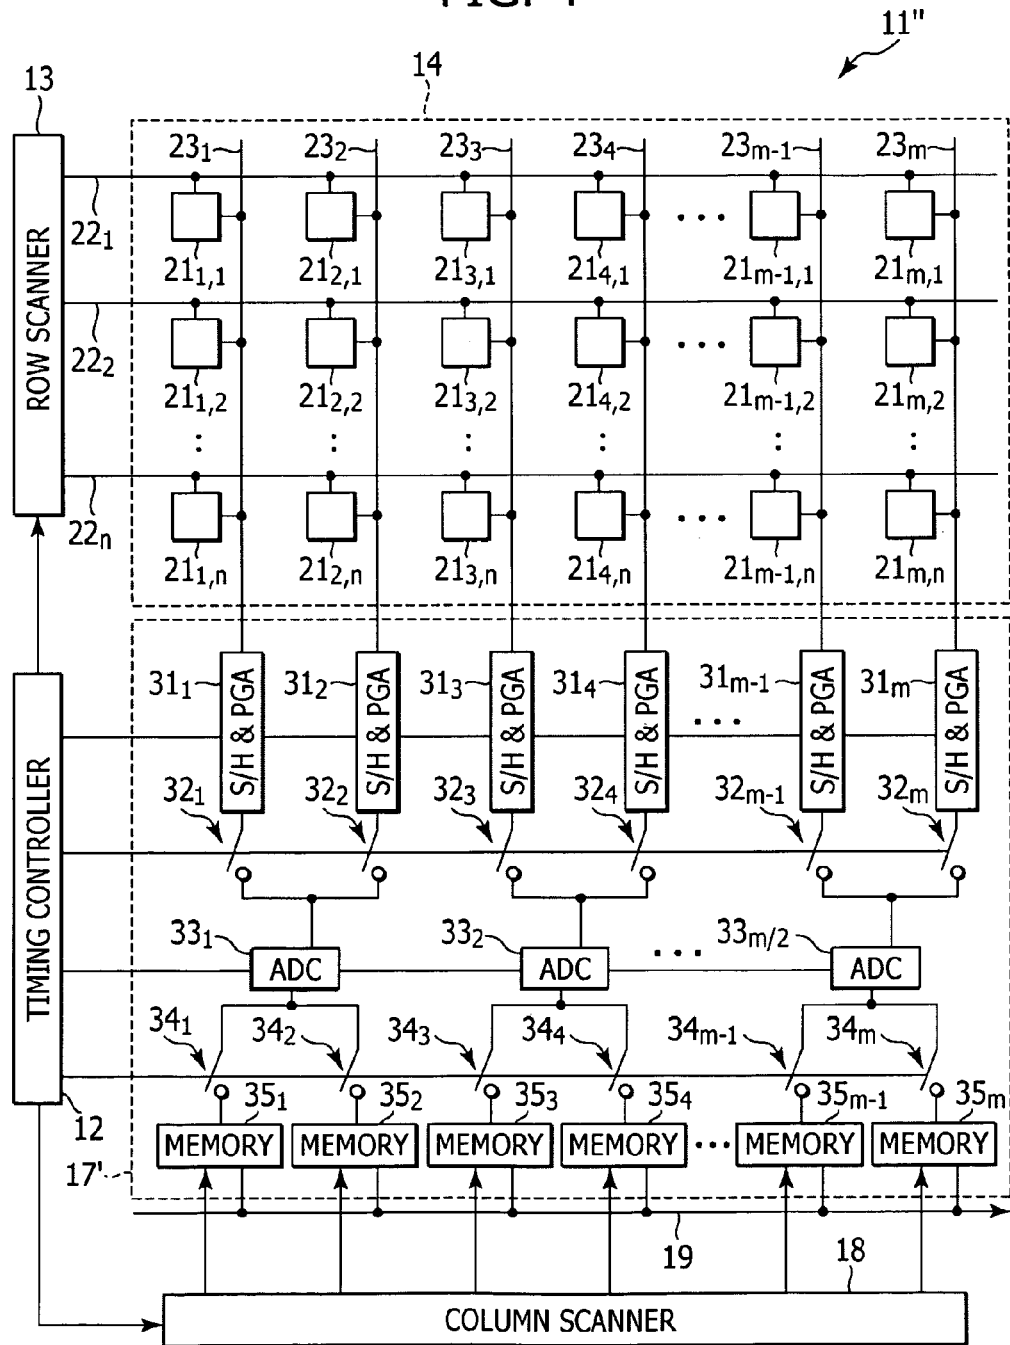 11"
14
13
23₁ 23₂ 23₃ 23₄ 23ₘ₋₁ 23ₘ
ROW SCANNER
22₁
21₁,₁ 21₂,₁ 21₃,₁ 21₄,₁ 21ₘ₋₁,₁ 21ₘ,₁
22₂
21₁,₂ 21₂,₂ 21₃,₂ 21₄,₂ 21ₘ₋₁,₂ 21ₘ,₂
22ₙ
21₁,ₙ 21₂,ₙ 21₃,ₙ 21₄,ₙ 21ₘ₋₁,ₙ 21ₘ,ₙ
31₁ 31₂ 31₃ 31₄ 31ₘ₋₁ 31ₘ
S/H & PGA S/H & PGA S/H & PGA S/H & PGA S/H & PGA S/H & PGA
TIMING CONTROLLER
32₁ 32₂ 32₃ 32₄ 32ₘ₋₁ 32ₘ
33₁ 33₂ 33ₘ/₂
ADC ADC ADC
34₁ 34₂ 34₃ 34₄ 34ₘ₋₁ 34ₘ
12
35₁ 35₂ 35₃ 35₄ 35ₘ₋₁ 35ₘ
MEMORY MEMORY MEMORY MEMORY MEMORY MEMORY
17'
19
18
COLUMN SCANNER